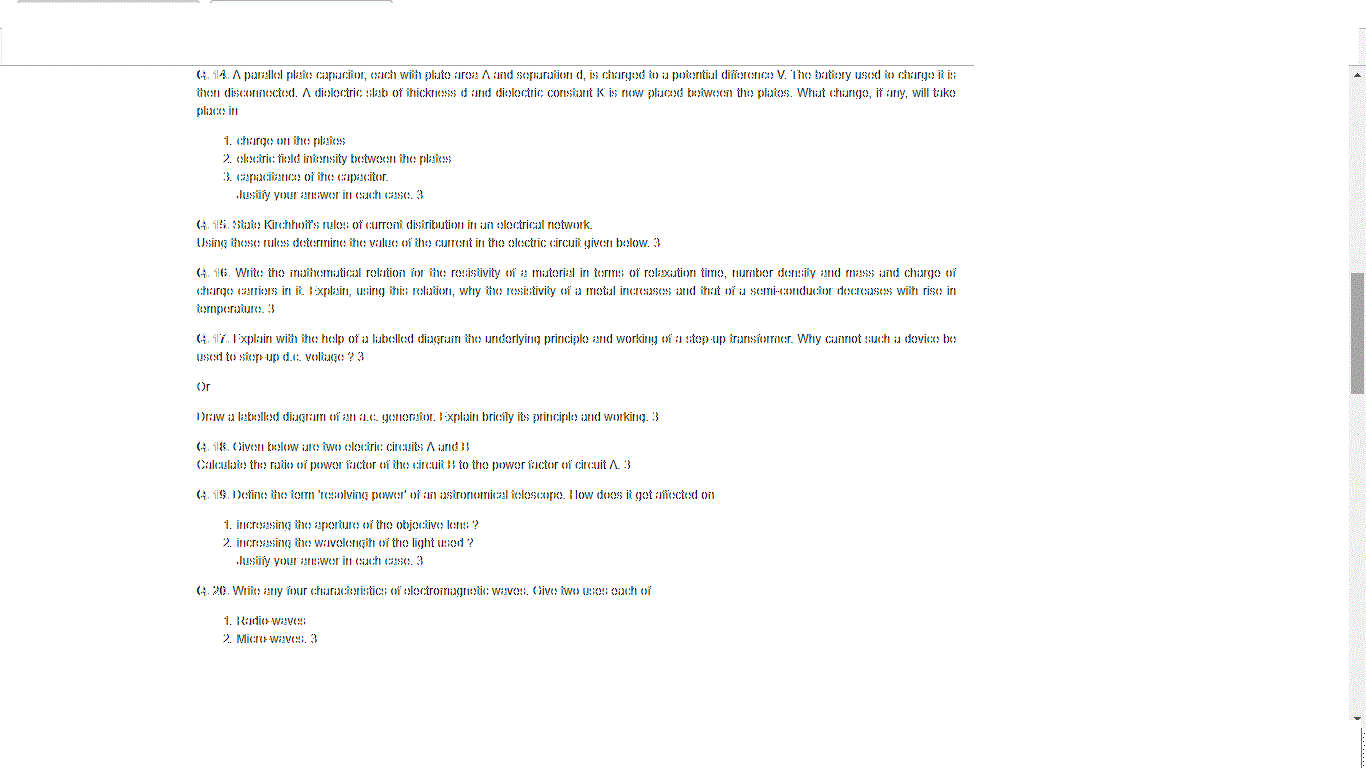 Q. 14. A parallel plate capacitor, each with plate area A and separation d, is charged to a potential difference V. The battery used to charge it is
then disconnected. A dielectric slab of thickness d and dielectric constant K is now placed between the plates. What change, if any, will take
place in
1. charge on the plates
2. electric field intensity between the plates
3. capacitance of the capacitor.
Justify your answer in each case. 3
Q. 15. State Kirchhoff's rules of current distribution in an electrical network.
Using these rules determine the value of the current in the electric circuit given below. 3
Q. 16. Write the mathematical relation for the resistivity of a material in terms of relaxation time, number density and mass and charge of
charge carriers in it. Explain, using this relation, why the resistivity of a metal increases and that of a semi-conductor decreases with rise in
temperature. 3
Q. 17. Explain with the help of a labelled diagram the underlying principle and working of a step-up transformer. Why cannot such a device be
used to step-up d.c. voltage ? 3
Or
Draw a labelled diagram of an a.c. generator. Explain briefly its principle and working. 3
Q. 18. Given below are two electric circuits A and B
Calculate the ratio of power factor of the circuit B to the power factor of circuit A. 3
Q. 19. Define the term 'resolving power' of an astronomical telescope. How does it get affected on
1. increasing the aperture of the objective lens ?
2. increasing the wavelength of the light used ?
Justify your answer in each case. 3
Q. 20. Write any four characteristics of electromagnetic waves. Give two uses each of
1. Radio-waves
2. Micro-waves. 3